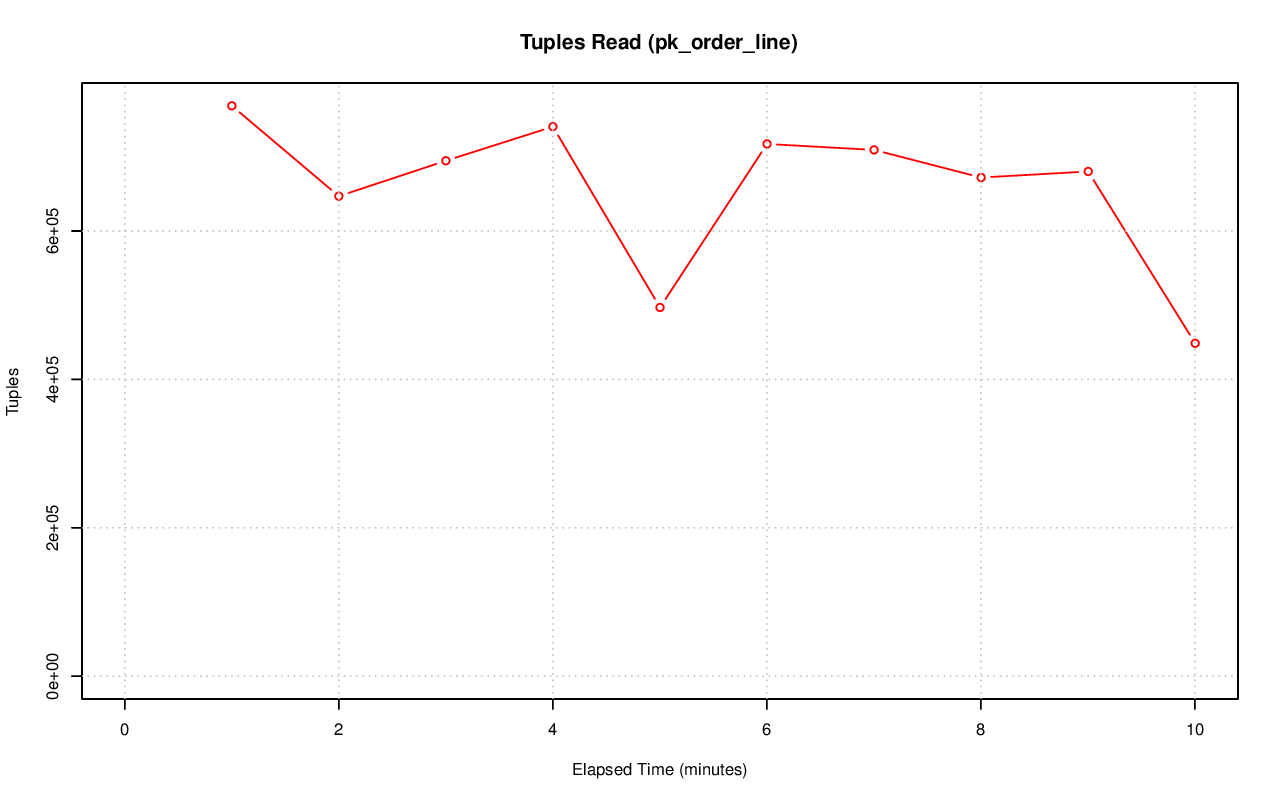 Tuples Read (pk_order_line)
Tuples
6e+05
4e+05
2e+05
0e+00
0 2 4 6 8 10
Elapsed Time (minutes)